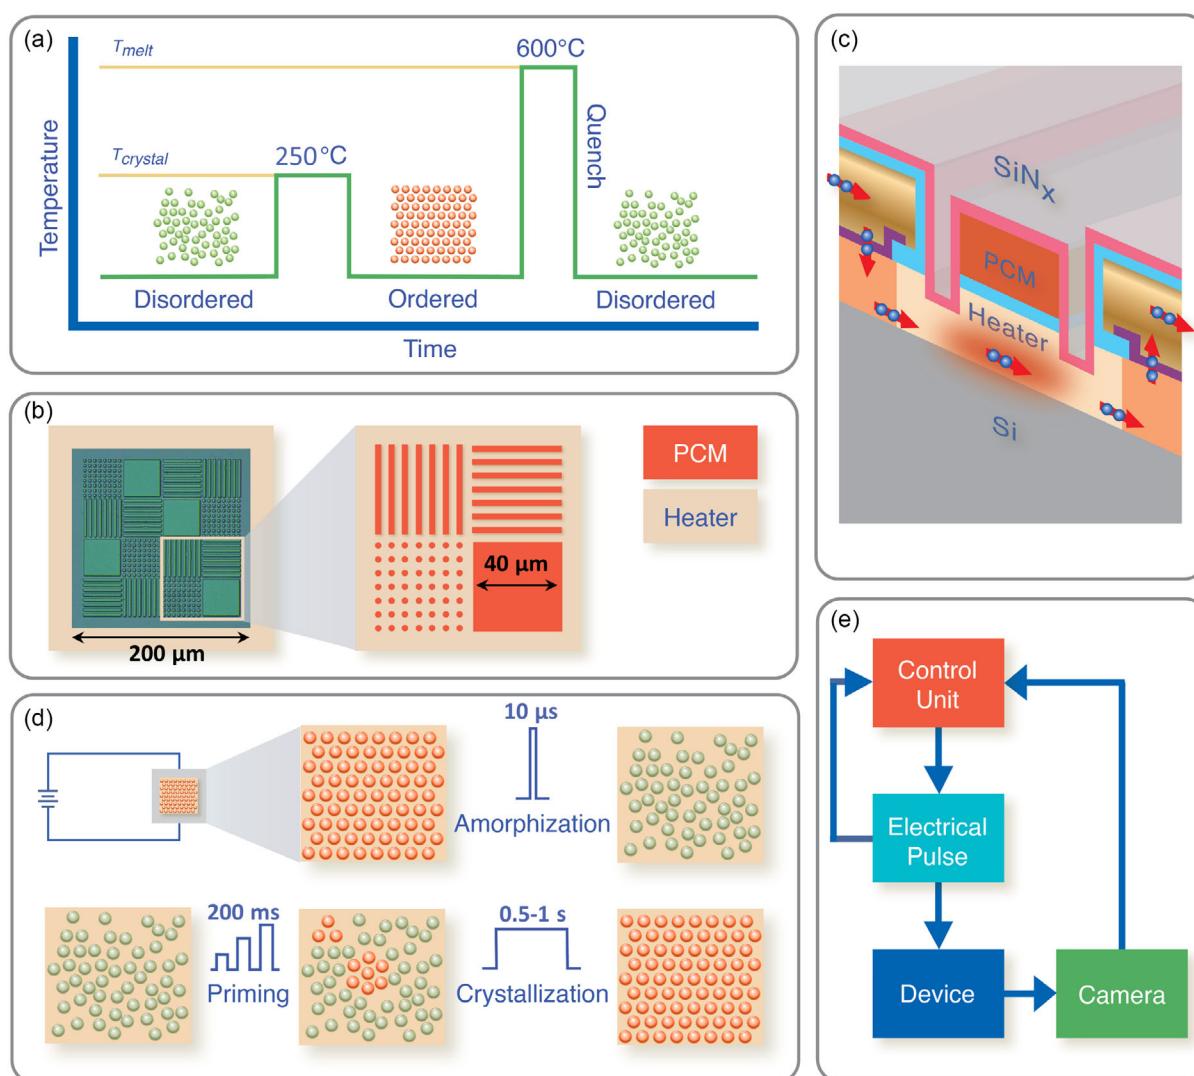 (a)
T_melt
600°C
T_crystal
250°C
Quench
Temperature
Disordered
Ordered
Disordered
Time
(b)
200 μm
40 μm
PCM
Heater
(c)
SiNₓ
PCM
Heater
Si
(d)
10 μs
Amorphization
200 ms
Priming
0.5-1 s
Crystallization
(e)
Control
Unit
Electrical
Pulse
Device
Camera